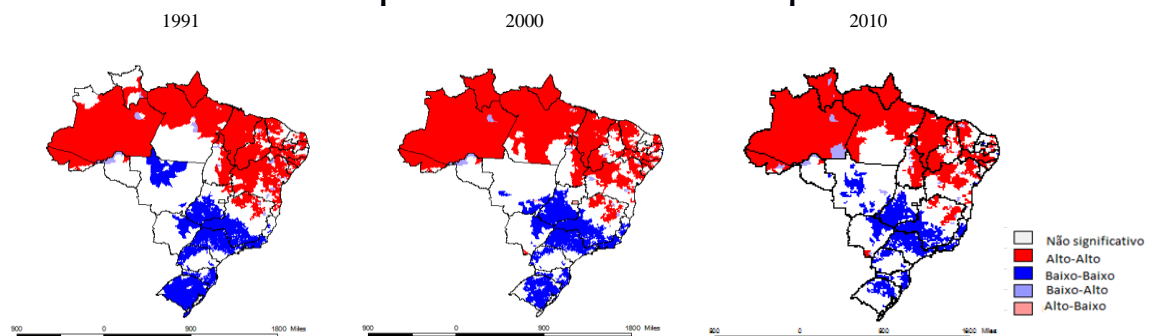 1991
2000
2010
Não significativo
Alto-Alto
Baixo-Baixo
Baixo-Alto
Alto-Baixo
900 0 900 1800 Miles
900 0 900 1800 Miles
900 0 900 1800 Miles